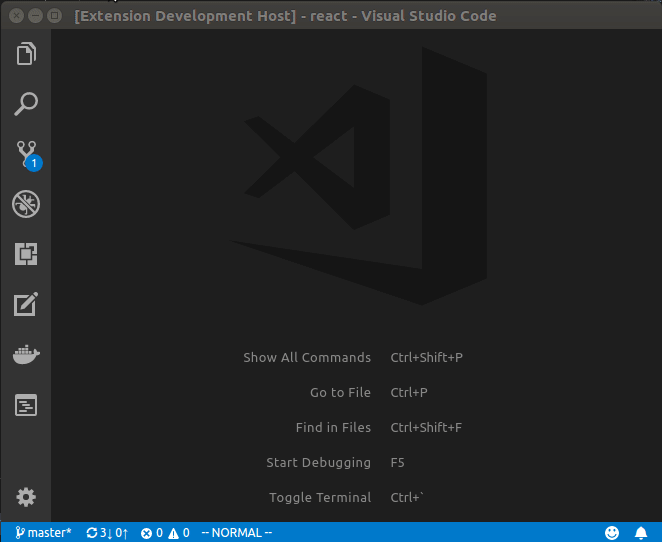 [Extension Development Host] - react - Visual Studio Code
1
Show All Commands Ctrl+Shift+P
Go to File Ctrl+P
Find in Files Ctrl+Shift+F
Start Debugging F5
Toggle Terminal Ctrl+`
master* 3↓ 0↑ 0 0 -- NORMAL --